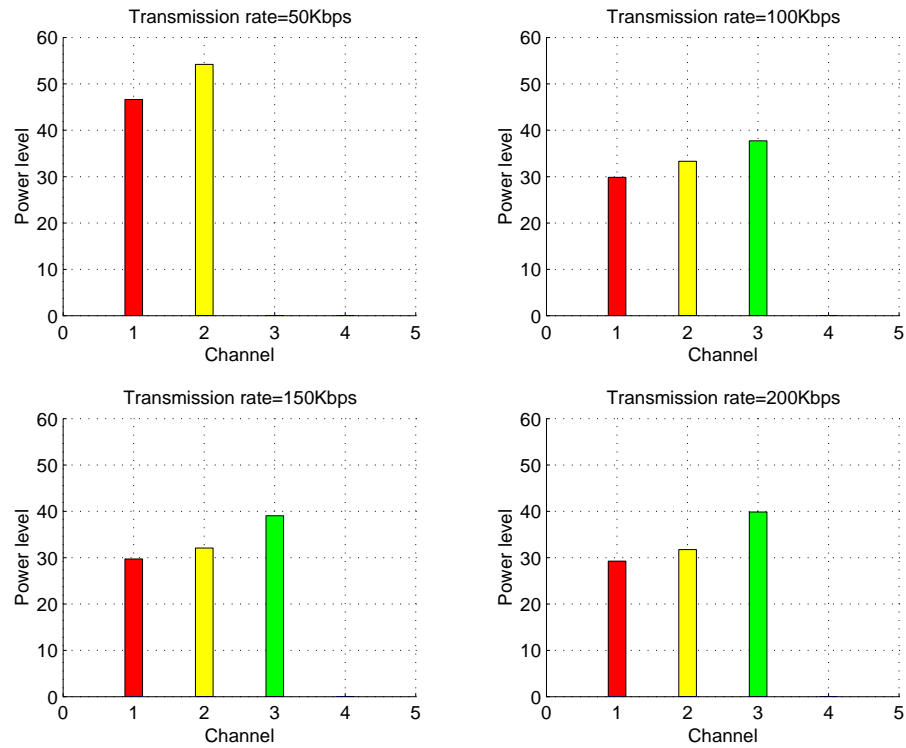 Transmission rate=50Kbps
60
50
40
30
20
10
0
Power level
0 1 2 3 4 5
Channel
Transmission rate=100Kbps
60
50
40
30
20
10
0
Power level
0 1 2 3 4 5
Channel
Transmission rate=150Kbps
60
50
40
30
20
10
0
Power level
0 1 2 3 4 5
Channel
Transmission rate=200Kbps
60
50
40
30
20
10
0
Power level
0 1 2 3 4 5
Channel